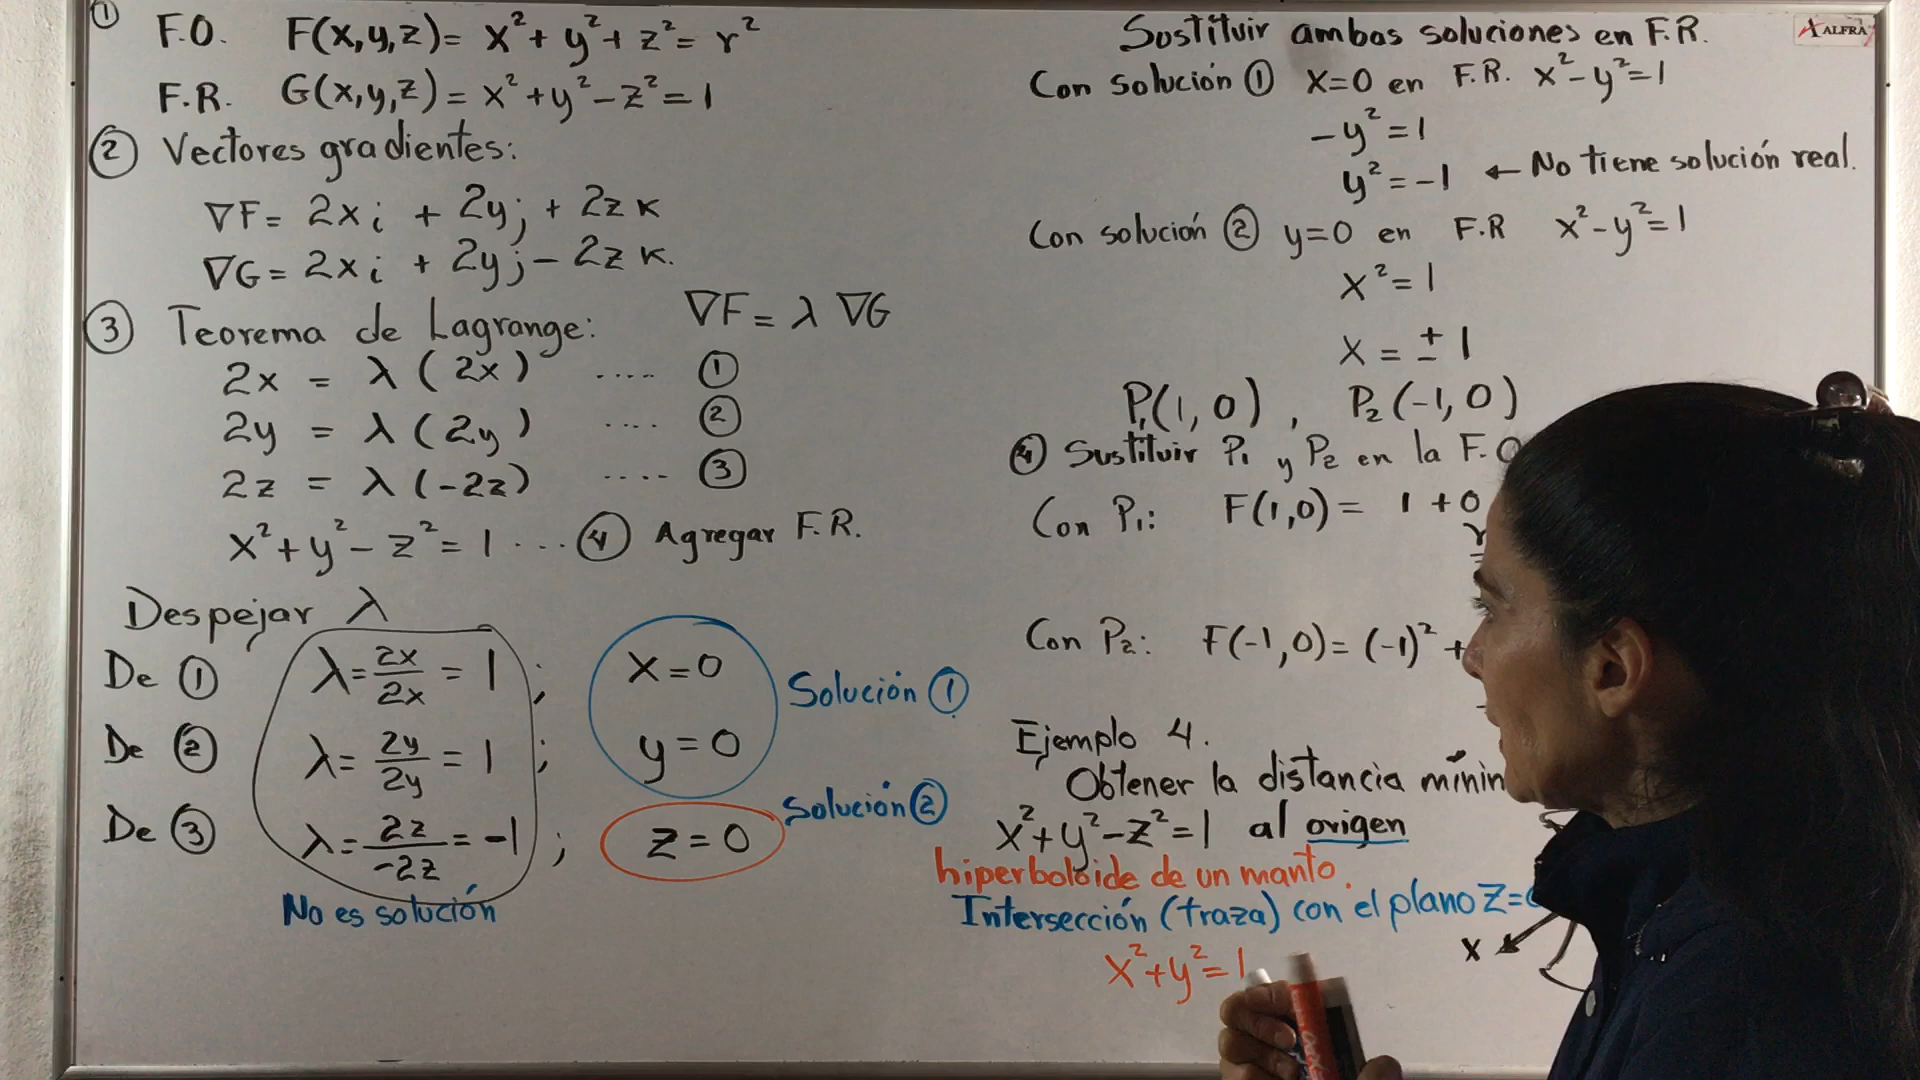 ① F.O. F(x,y,z)= x²+ y²+ z²= r²
F.R. G(x,y,z)= x²+y²-z²=1
② Vectores gradientes:
∇F= 2x i + 2y j + 2z k
∇G= 2x i + 2y j - 2z k.
③ Teorema de Lagrange: ∇F= λ ∇G
2x = λ (2x) .... ①
2y = λ (2y) .... ②
2z = λ (-2z) .... ③
x²+y²-z²=1 ... ④ Agregar F.R.
Despejar λ
De ① λ= 2x/2x = 1 ; x=0
De ② λ= 2y/2y = 1 ; y=0
Solución ①
De ③ λ= 2z/-2z = -1 ; z=0
Solución ②
No es solución
Sustituir ambas soluciones en F.R.
Con solución ① x=0 en F.R. x²-y²=1
-y²=1
y²=-1 ← No tiene solución real.
Con solución ② y=0 en F.R x²-y²=1
x²=1
x = ± 1
P₁(1,0) , P₂(-1,0)
④ Sustituir P₁ y P₂ en la F.O
Con P₁: F(1,0)= 1 + 0
Con P₂: F(-1,0)= (-1)² +
Ejemplo 4.
Obtener la distancia mínim
x²+y²-z²=1 al origen
hiperboloide de un manto.
Intersección (traza) con el plano z=0
x²+y²=1
x
ALFRA